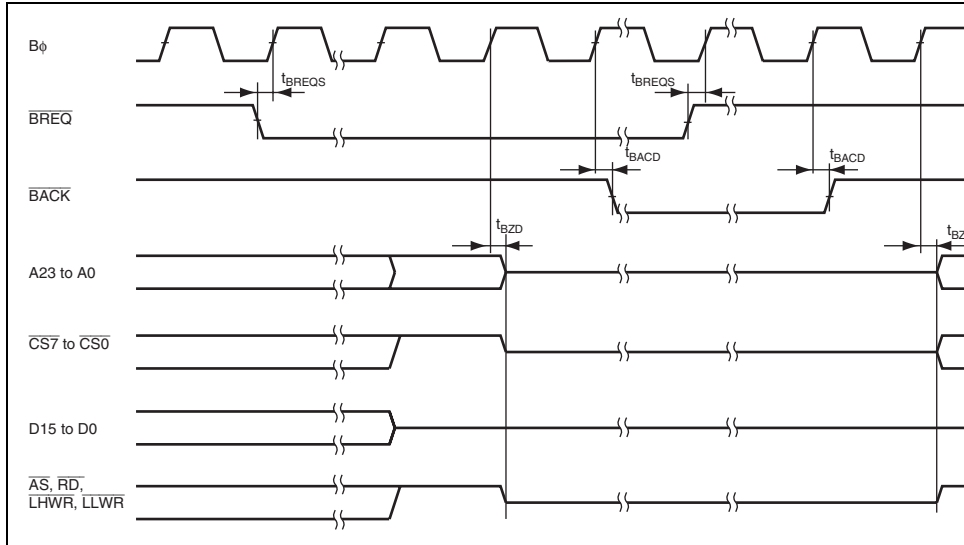 Bϕ
tBREQS
tBREQS
BREQ
tBACD
tBACD
BACK
tBZD
tBZ
A23 to A0
CS7 to CS0
D15 to D0
AS, RD,
LHWR, LLWR